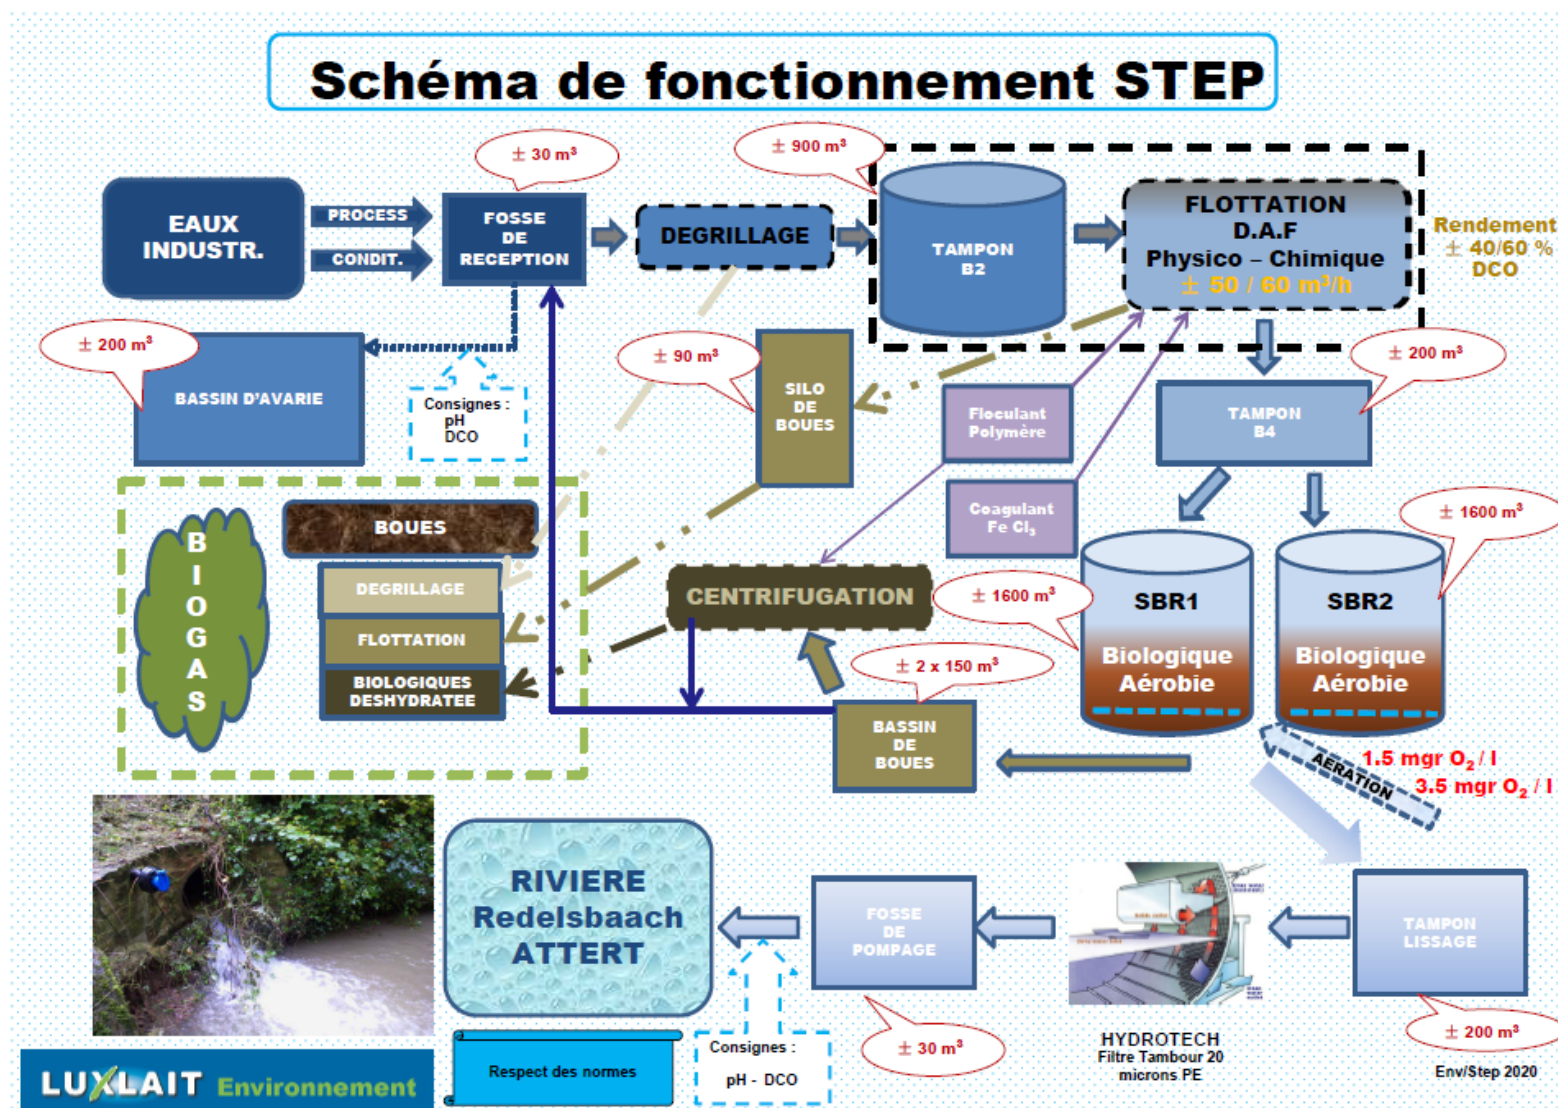 Schéma de fonctionnement STEP
± 30 m³
± 900 m³
EAUX
INDUSTR.
PROCESS
CONDIT.
FOSSE
DE
RECEPTION
DEGRILLAGE
TAMPON
B2
FLOTTATION
D.A.F
Physico – Chimique
± 50 / 60 m³/h
Rendement
± 40/60 %
DCO
± 200 m³
BASSIN D'AVARIE
Consignes :
pH
DCO
± 90 m³
SILO
DE
BOUES
Floculant
Polymère
Coagulant
Fe Cl₃
± 200 m³
TAMPON
B4
BIOGAS
BOUES
DEGRILLAGE
FLOTTATION
BIOLOGIQUES
DESHYDRATEE
CENTRIFUGATION
± 1600 m³
± 1600 m³
SBR1
Biologique
Aérobie
SBR2
Biologique
Aérobie
± 2 x 150 m³
BASSIN
DE
BOUES
AERATION
1.5 mgr O₂ / l
3.5 mgr O₂ / l
RIVIERE
Redelsbaach
ATTERT
FOSSE
DE
POMPAGE
TAMPON
LISSAGE
Respect des normes
Consignes :
pH - DCO
± 30 m³
HYDROTECH
Filtre Tambour 20
microns PE
± 200 m³
Env/Step 2020
LUXLAIT Environnement